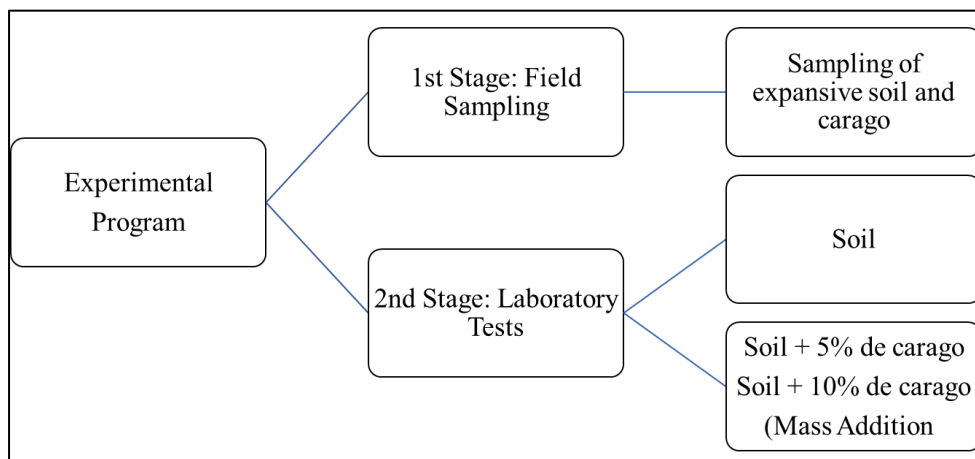 Experimental
Program
1st Stage: Field
Sampling
Sampling of
expansive soil and
carago
2nd Stage: Laboratory
Tests
Soil
Soil + 5% de carago
Soil + 10% de carago
(Mass Addition